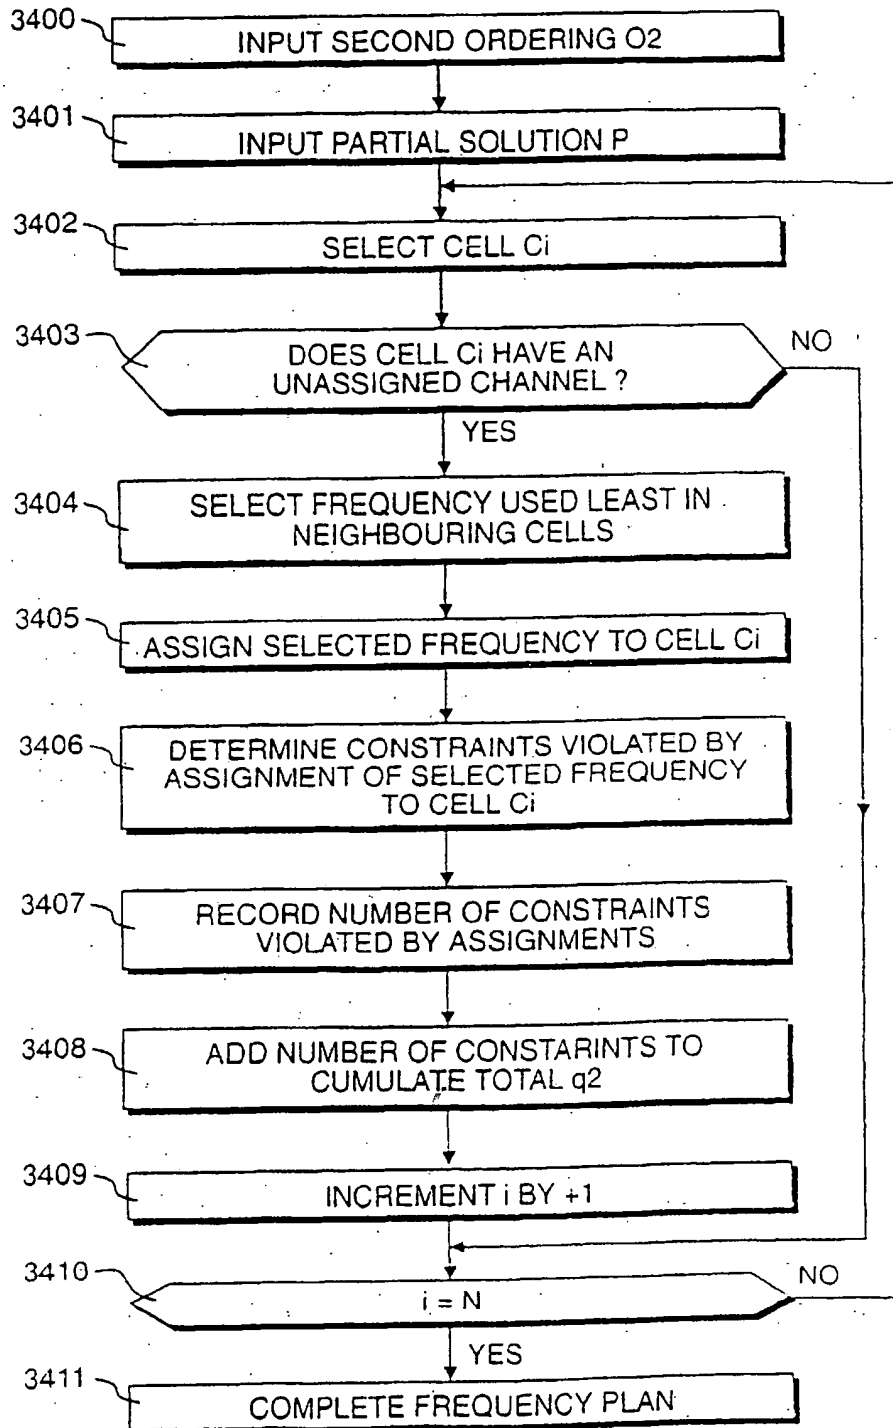 3400
INPUT SECOND ORDERING O2
3401
INPUT PARTIAL SOLUTION P
3402
SELECT CELL Ci
3403
DOES CELL Ci HAVE AN
UNASSIGNED CHANNEL ?
NO
YES
3404
SELECT FREQUENCY USED LEAST IN
NEIGHBOURING CELLS
3405
ASSIGN SELECTED FREQUENCY TO CELL Ci
3406
DETERMINE CONSTRAINTS VIOLATED BY
ASSIGNMENT OF SELECTED FREQUENCY
TO CELL Ci
3407
RECORD NUMBER OF CONSTRAINTS
VIOLATED BY ASSIGNMENTS
3408
ADD NUMBER OF CONSTARINTS TO
CUMULATE TOTAL q2
3409
INCREMENT i BY +1
3410
i = N
NO
YES
3411
COMPLETE FREQUENCY PLAN